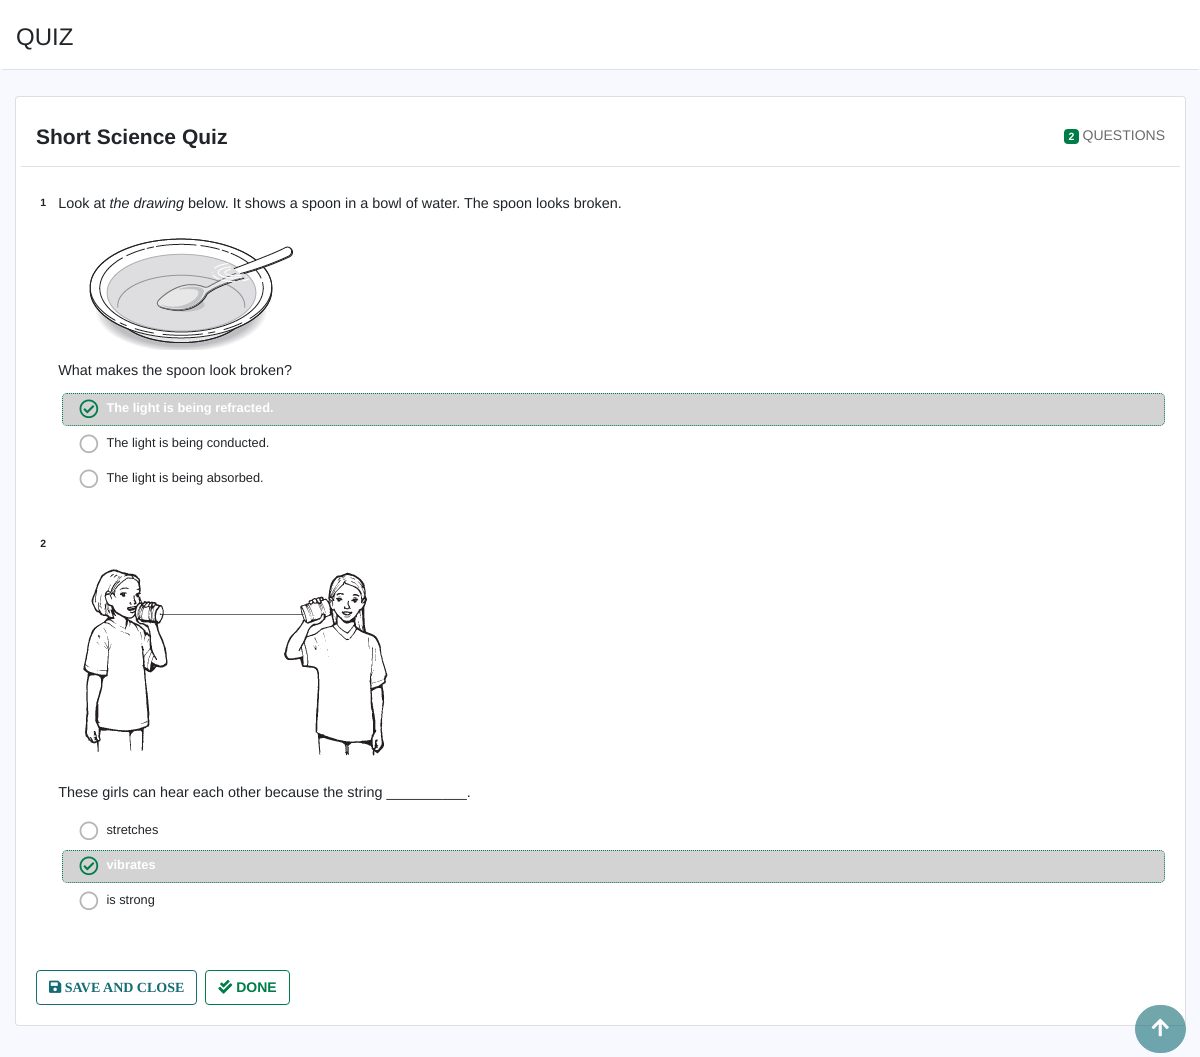 QUIZ
Short Science Quiz
2 QUESTIONS
1 Look at the drawing below. It shows a spoon in a bowl of water. The spoon looks broken.
What makes the spoon look broken?
The light is being refracted.
The light is being conducted.
The light is being absorbed.
2
These girls can hear each other because the string __________.
stretches
vibrates
is strong
SAVE AND CLOSE DONE